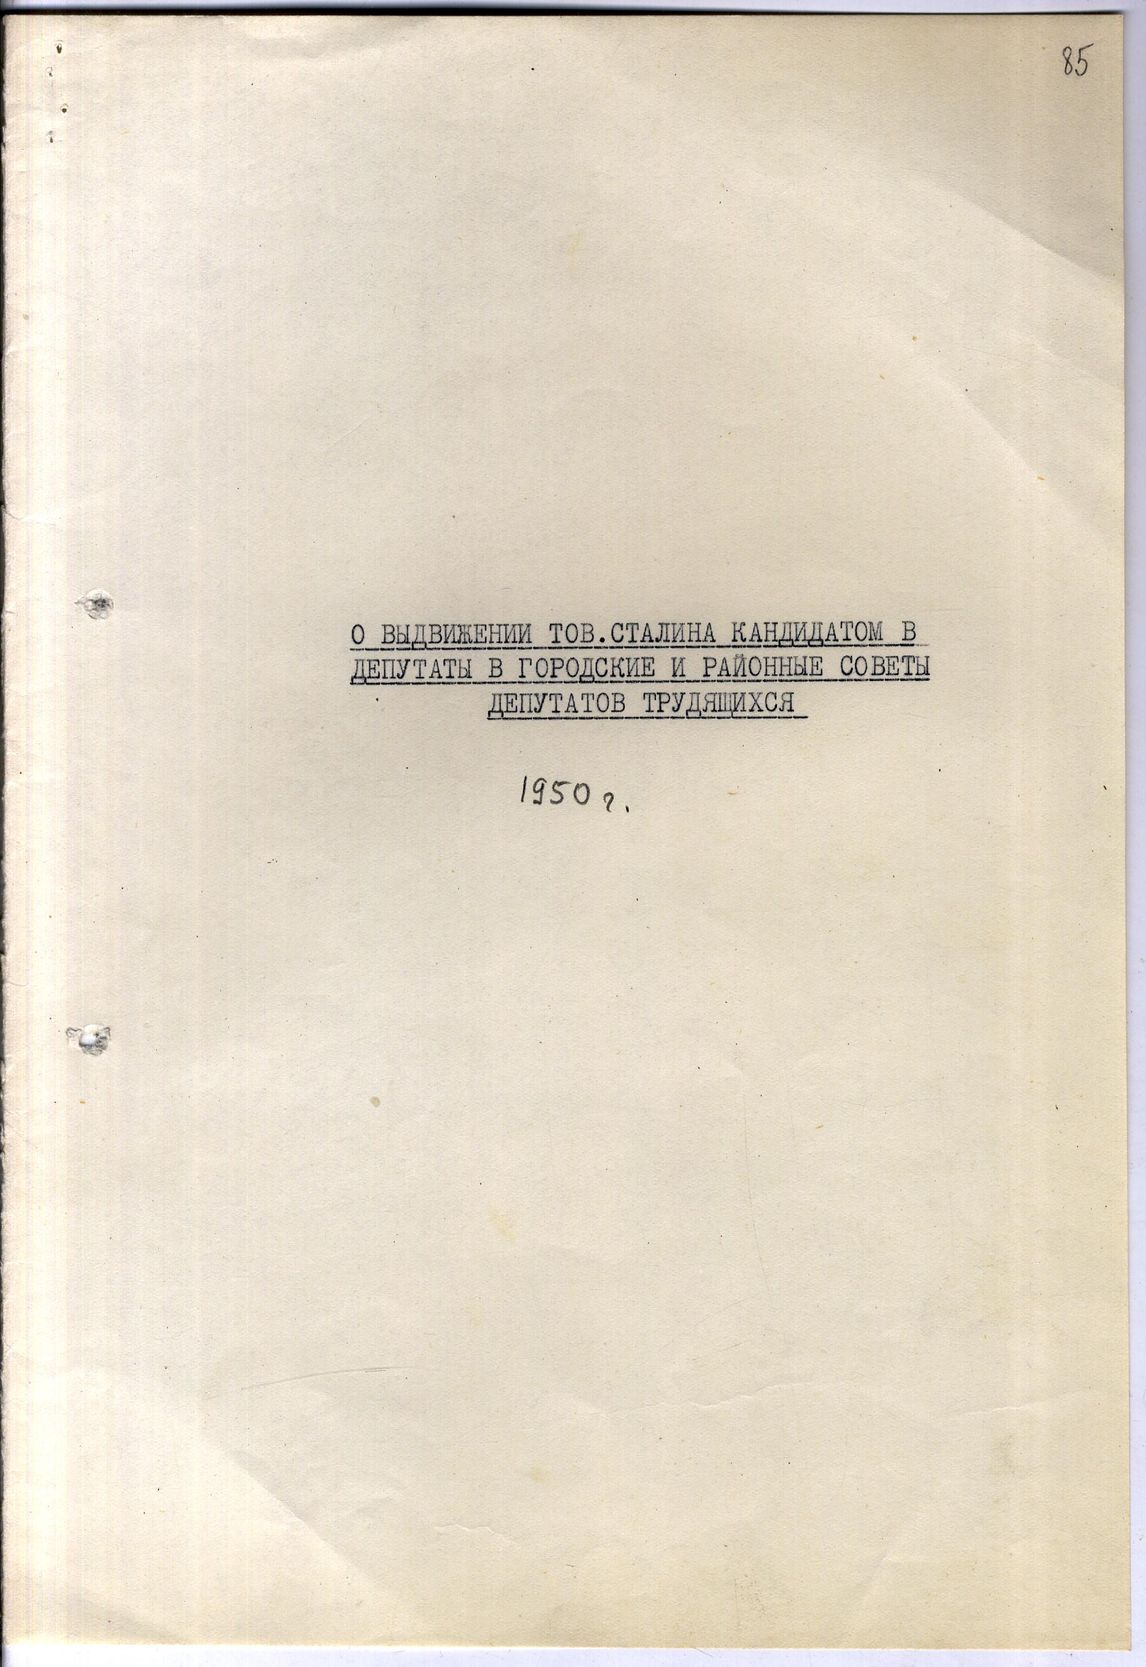 85
О ВЫДВИЖЕНИИ ТОВ.СТАЛИНА КАНДИДАТОМ В
ДЕПУТАТЫ В ГОРОДСКИЕ И РАЙОННЫЕ СОВЕТЫ
ДЕПУТАТОВ ТРУДЯЩИХСЯ
1950 г.